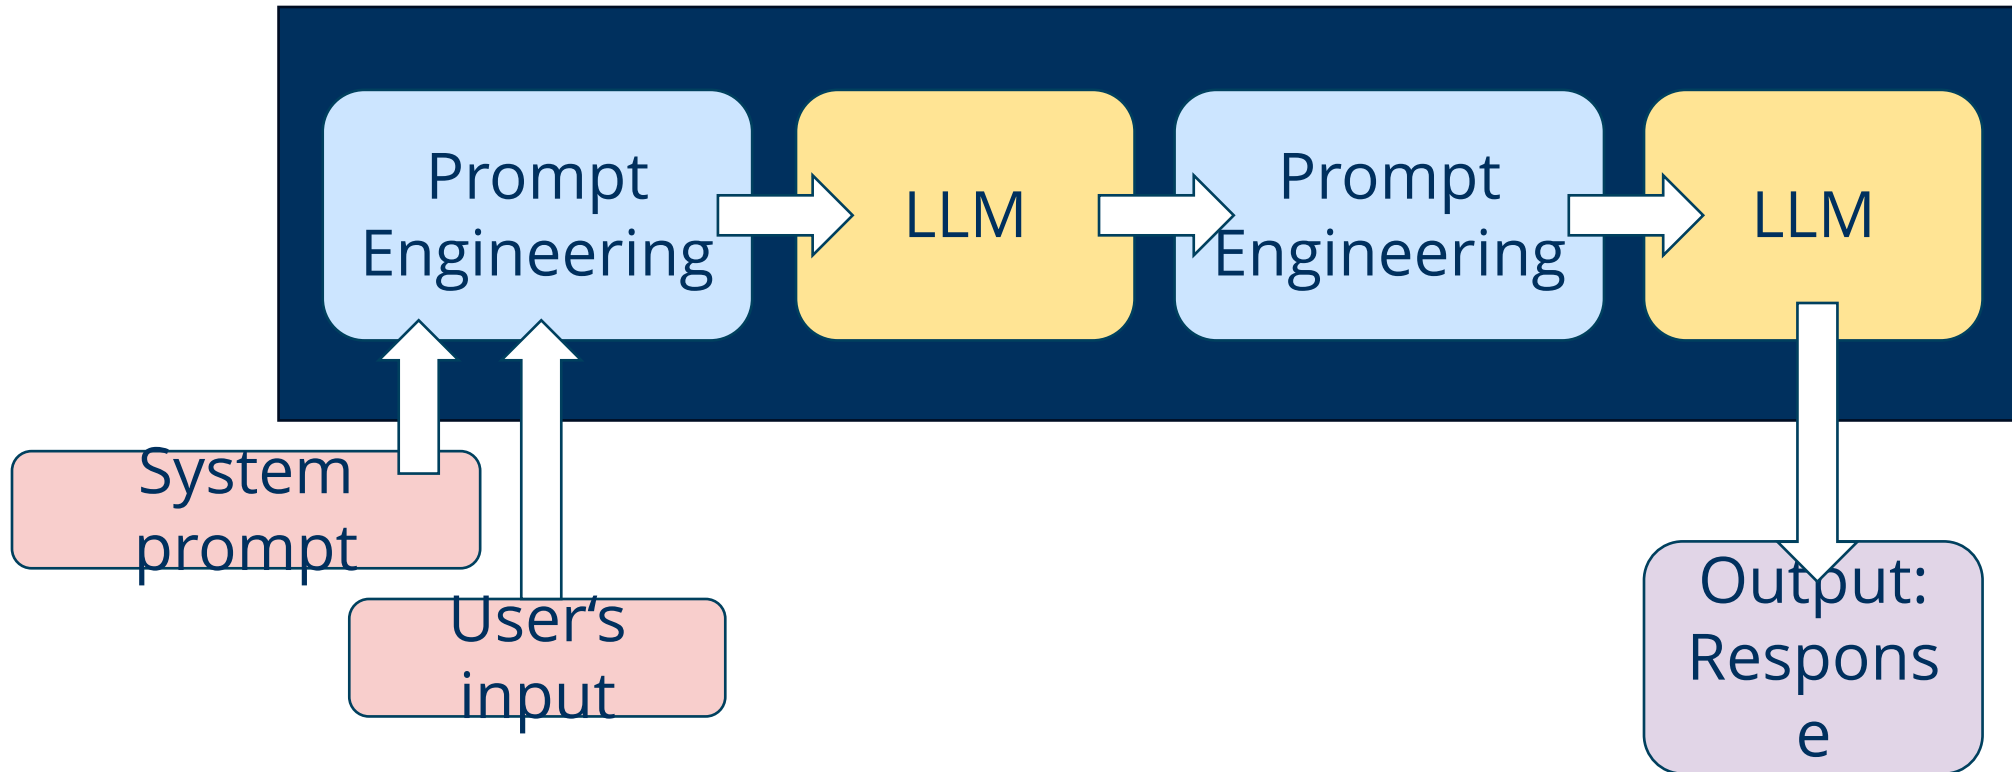 Prompt
Engineering
LLM
Prompt
Engineering
LLM
System
prompt
User‘s
input
Output:
Respons
e